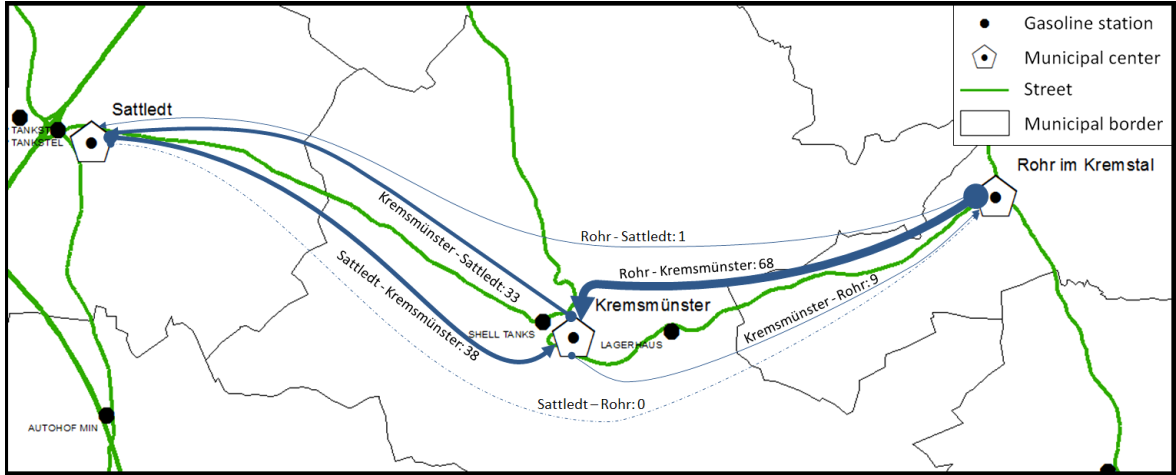 Gasoline station
Municipal center
Street
Municipal border
Sattledt
TANKST
TANKSTEL
Rohr im Kremstal
Rohr - Sattledt: 1
Kremsmünster - Sattledt: 33
Rohr - Kremsmünster: 68
Sattledt - Kremsmünster: 38
Kremsmünster - Rohr: 9
Kremsmünster
SHELL TANKS
LAGERHAUS
Sattledt – Rohr: 0
AUTOHOF MIN